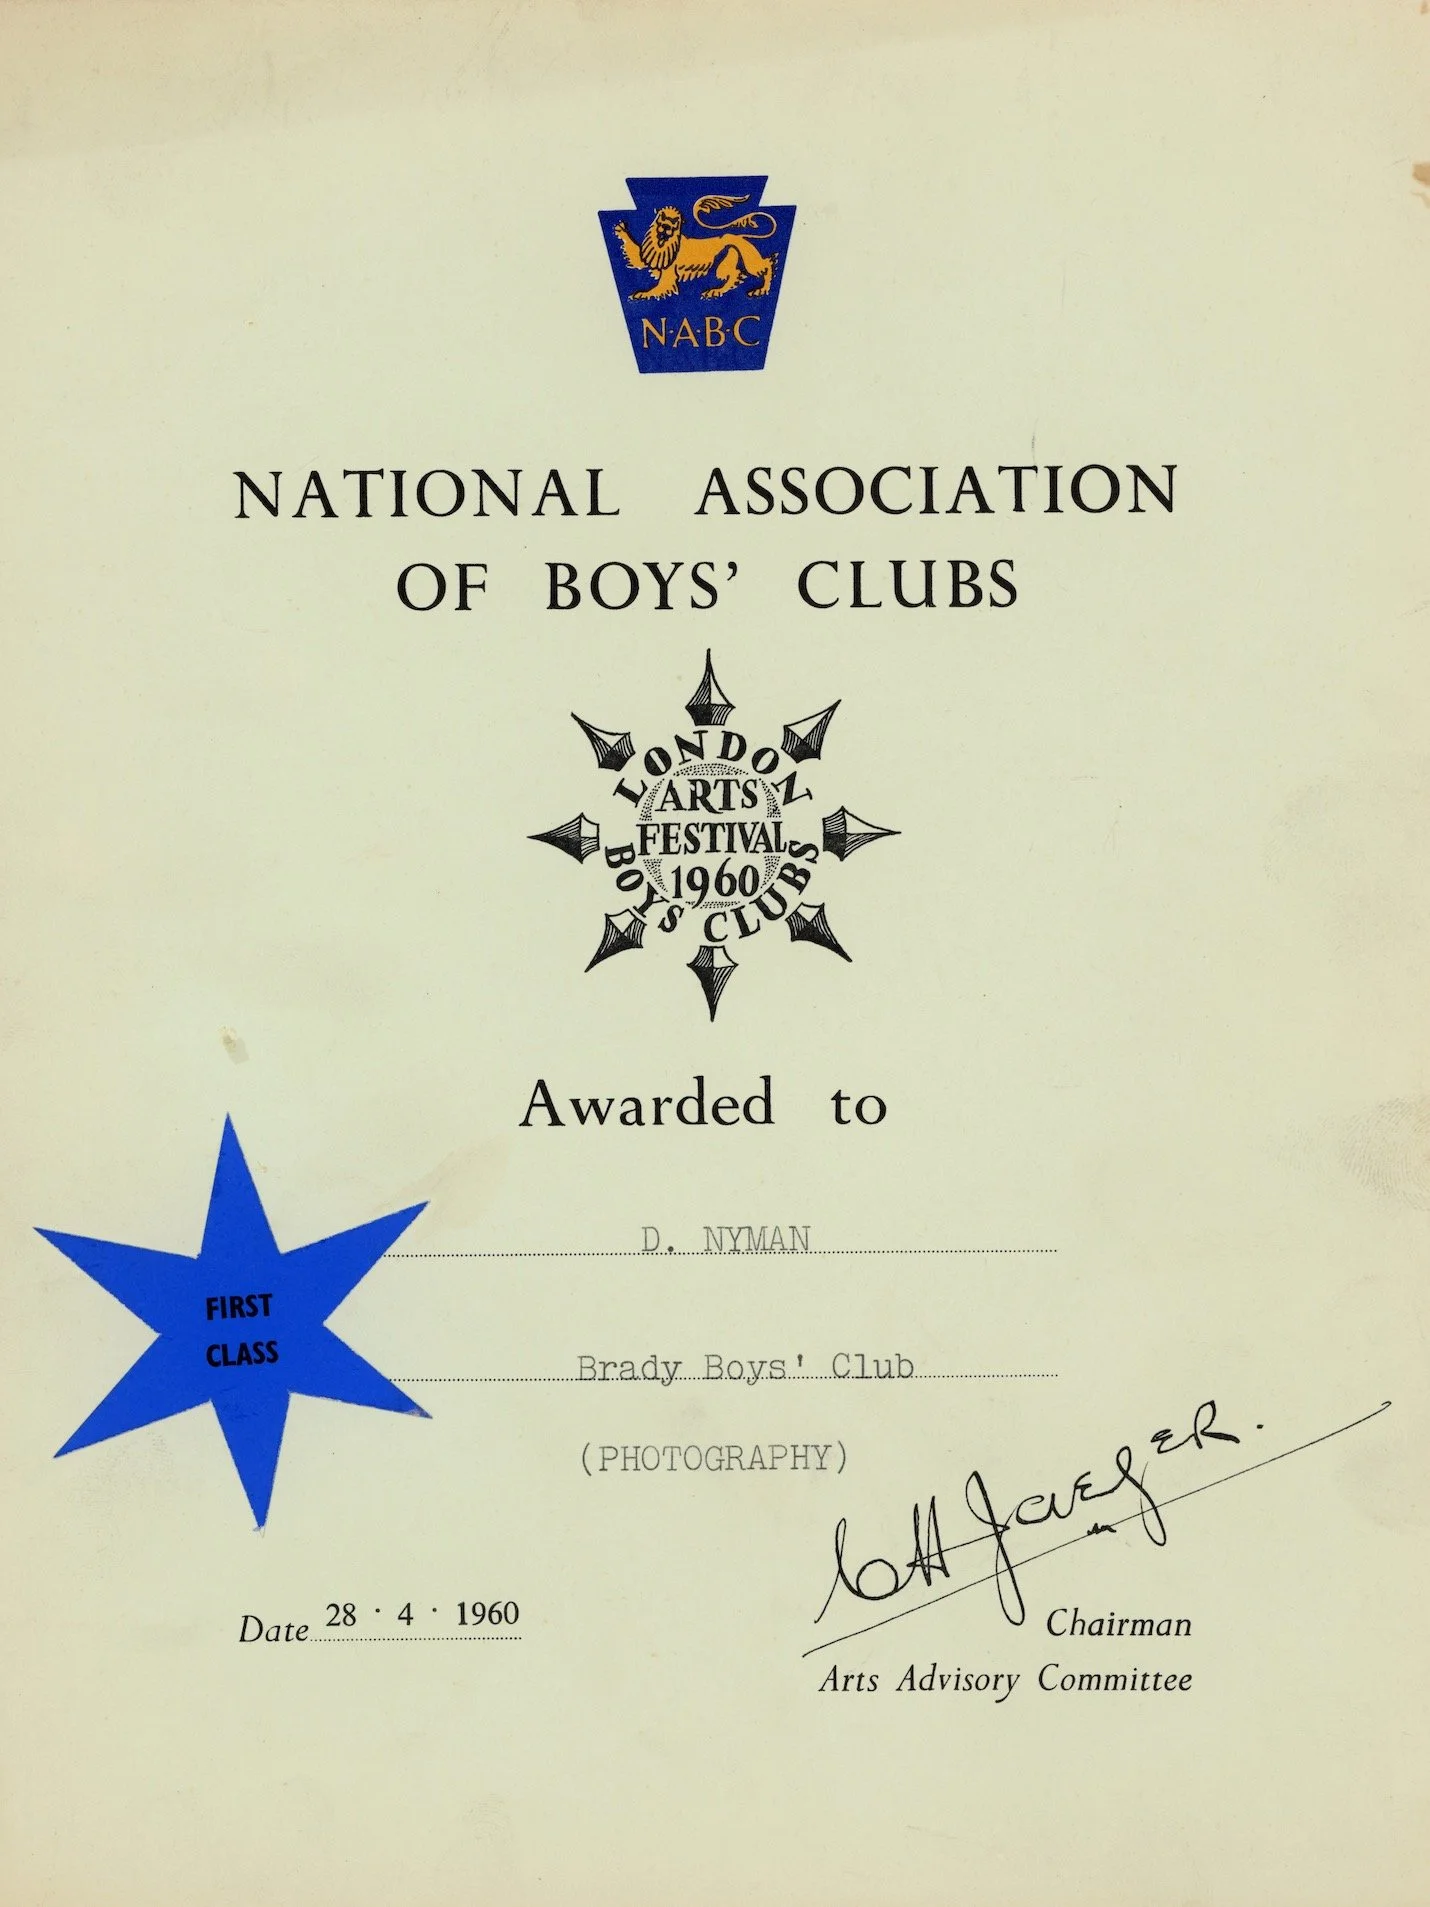 N·A·B·C
NATIONAL ASSOCIATION
OF BOYS' CLUBS
LONDON
ARTS
FESTIVAL
1960
BOYS CLUBS
Awarded to
D. NYMAN
FIRST
CLASS
Brady Boys' Club
(PHOTOGRAPHY)
C H Jaeger.
Date 28 · 4 · 1960
Chairman
Arts Advisory Committee